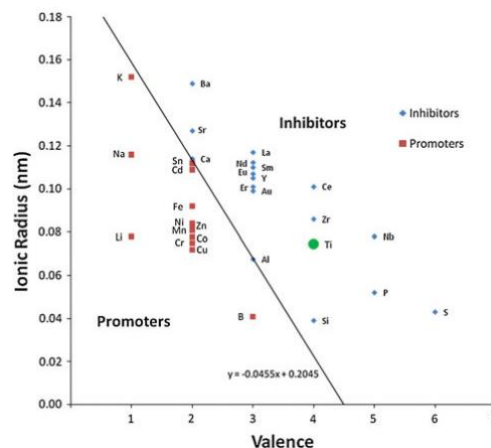 0.18
0.16
0.14
0.12
0.10
0.08
0.06
0.04
0.02
0.00
Ionic Radius (nm)
K
Ba
Inhibitors
Inhibitors
Promoters
Sr
Na
Sn
Ca
Cd
La
Nd
Sm
Eu
Y
Er
Au
Ce
Fe
Zr
Ni
Zn
Mn
Li
Co
Cr
Cu
Ti
Nb
Al
P
Promoters
B
Si
S
y = -0.0455x + 0.2045
1 2 3 4 5 6
Valence